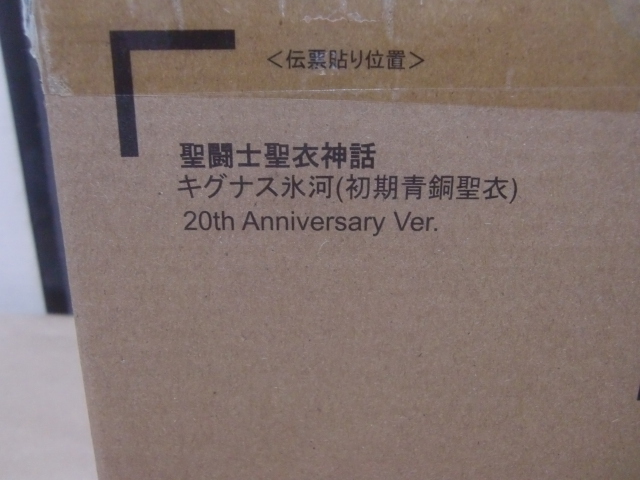 <伝票貼り位置>
聖闘士聖衣神話
キグナス氷河(初期青銅聖衣)
20th Anniversary Ver.